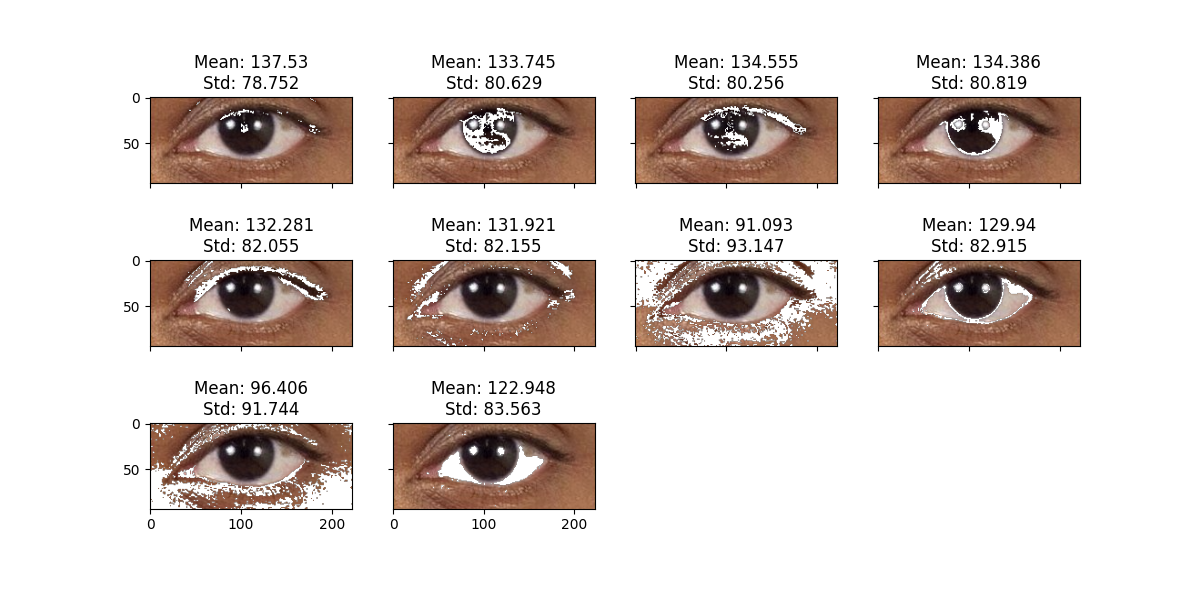 Mean: 137.53
Std: 78.752
Mean: 133.745
Std: 80.629
Mean: 134.555
Std: 80.256
Mean: 134.386
Std: 80.819
0
50
Mean: 132.281
Std: 82.055
Mean: 131.921
Std: 82.155
Mean: 91.093
Std: 93.147
Mean: 129.94
Std: 82.915
0
50
Mean: 96.406
Std: 91.744
Mean: 122.948
Std: 83.563
0
50
0 100 200
0 100 200